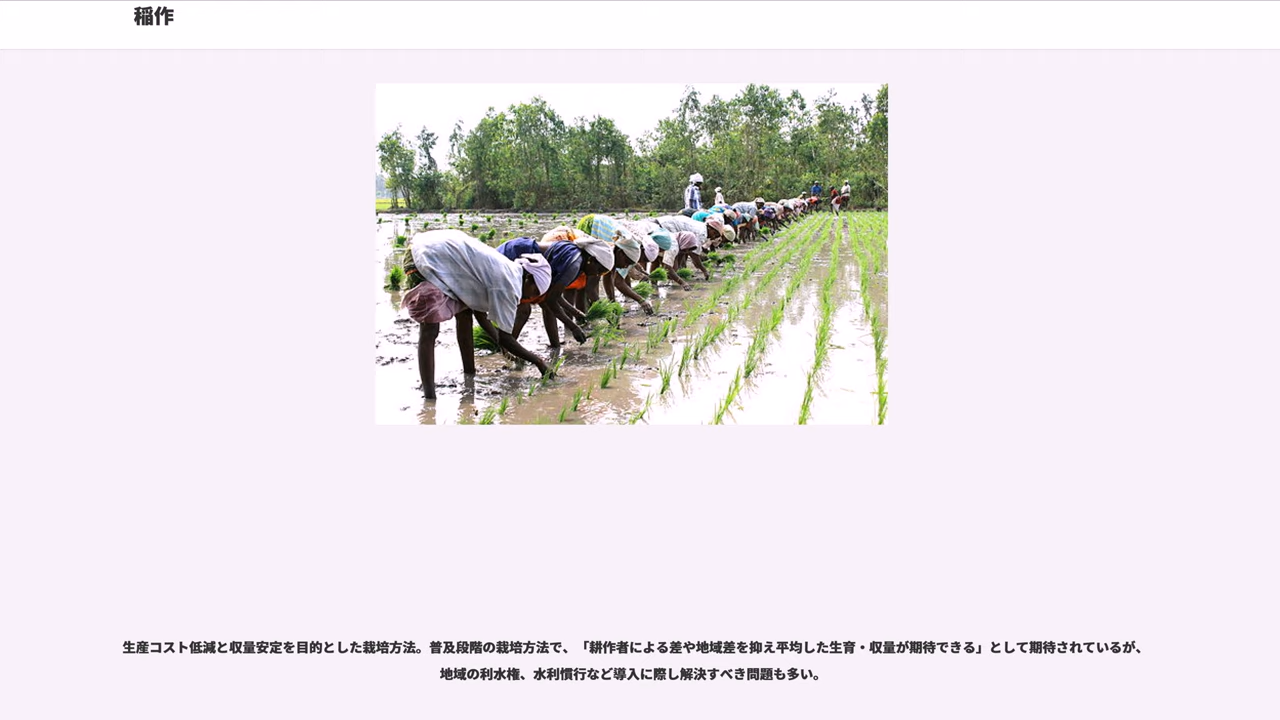 稲作
生産コスト低減と収量安定を目的とした栽培方法。普及段階の栽培方法で、「耕作者による差や地域差を抑え平均した生育・収量が期待できる」として期待されているが、
地域の利水権、水利慣行など導入に際し解決すべき問題も多い。